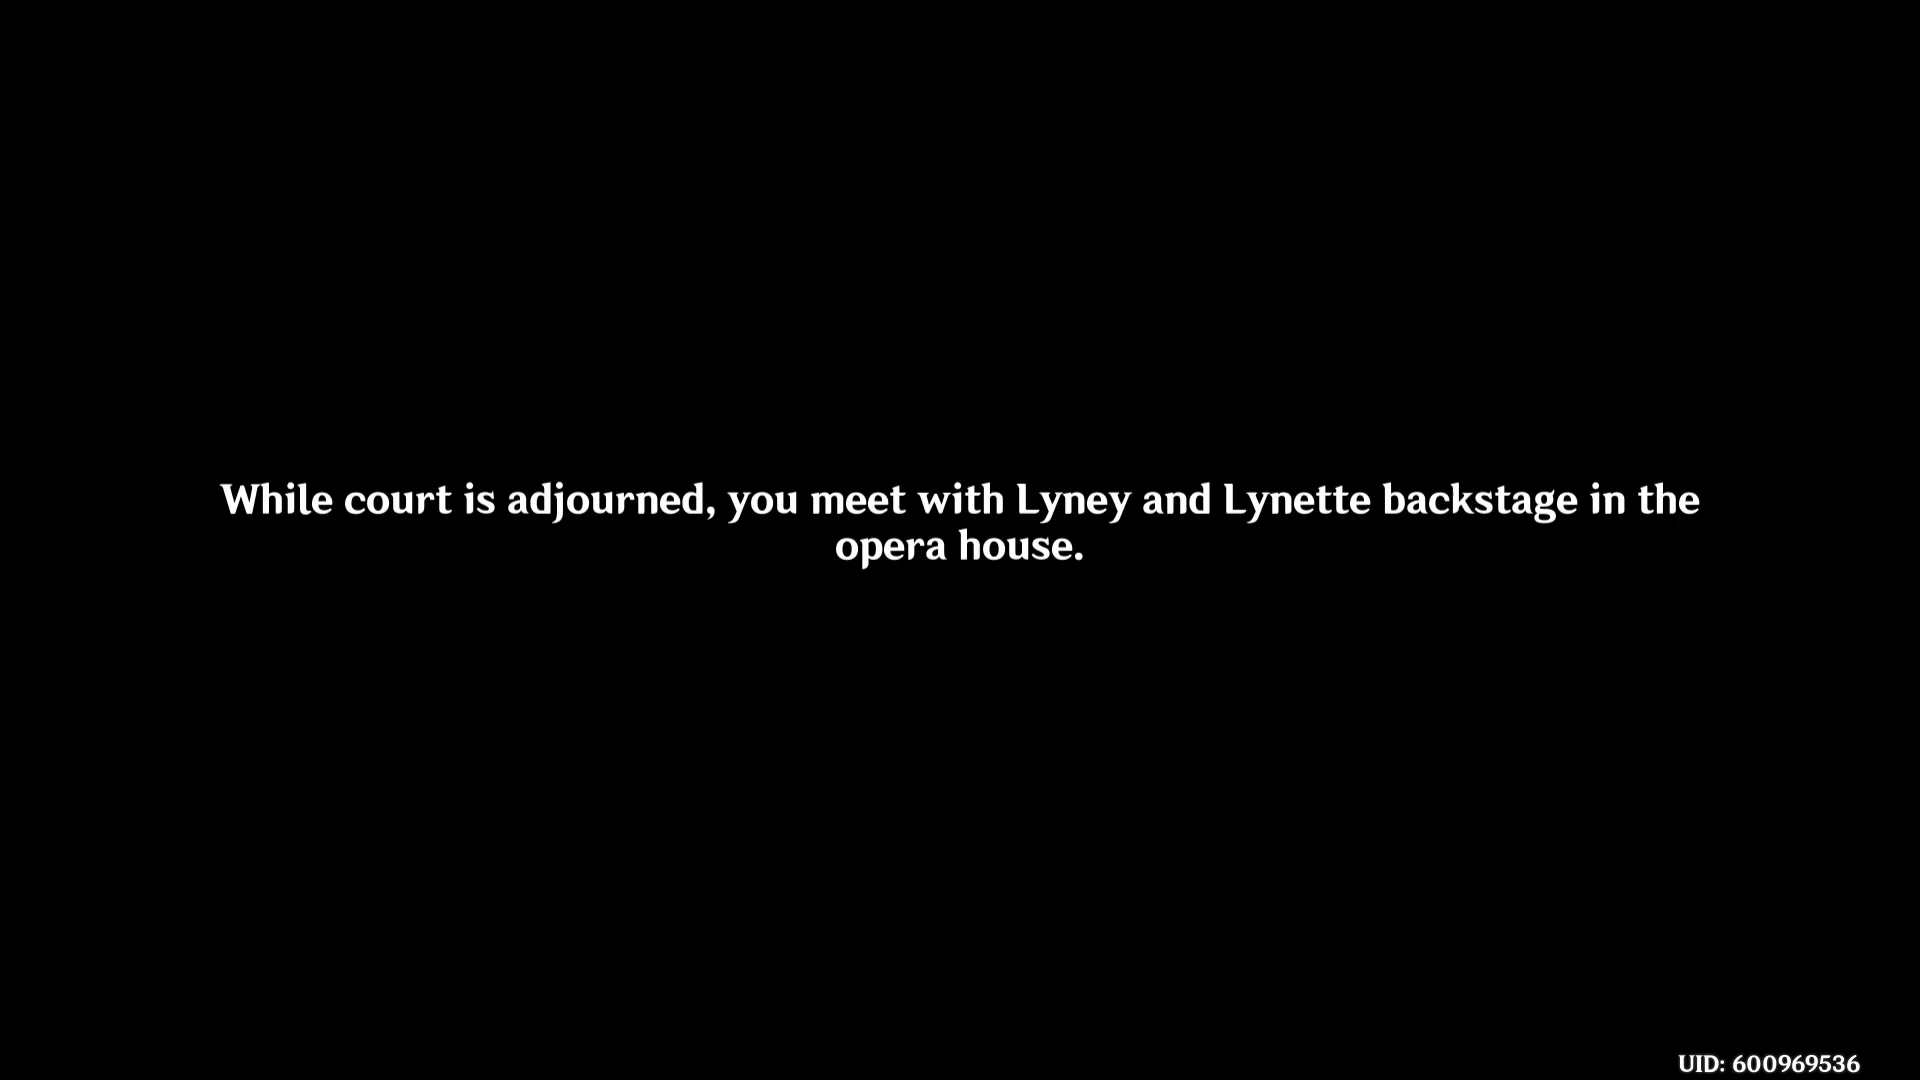 While court is adjourned, you meet with Lyney and Lynette backstage in the
opera house.
UID: 600969536